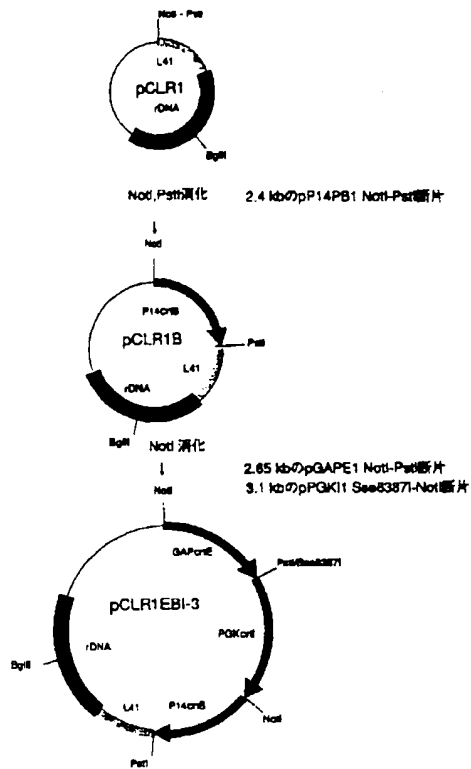 NotI - PstI
L41
pCLR1
rDNA
BglII
NotI,PstI消化
2.4 kbのpP14PB1 NotI-PstI断片
NotI
P14crtB
pCLR1B
PstI
L41
rDNA
BglII
NotI 消化
2.65 kbのpGAPE1 NotI-PstI断片
3.1 kbのpPGKI1 Sse8387I-NotI断片
NotI
GAPcrtE
PstI/Sse8387I
pCLR1EBI-3
PGKcrtI
rDNA
BglII
L41
P14crtB
NotI
PstI